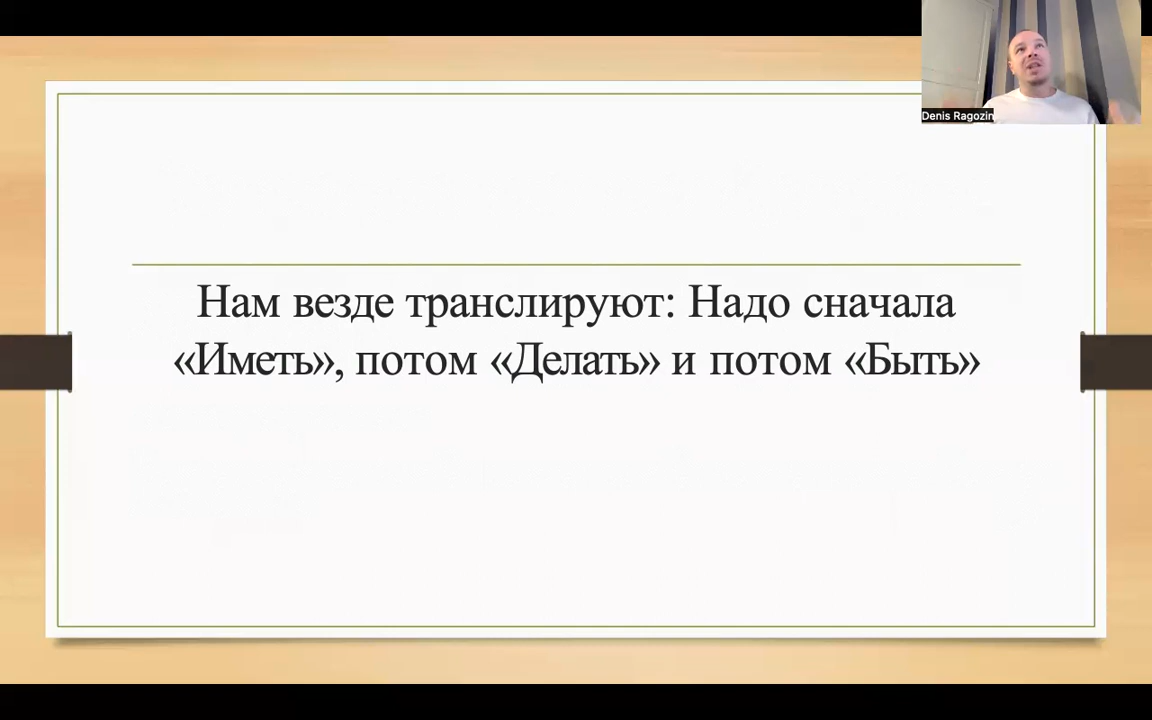 Denis Ragozin
Нам везде транслируют: Надо сначала
«Иметь», потом «Делать» и потом «Быть»